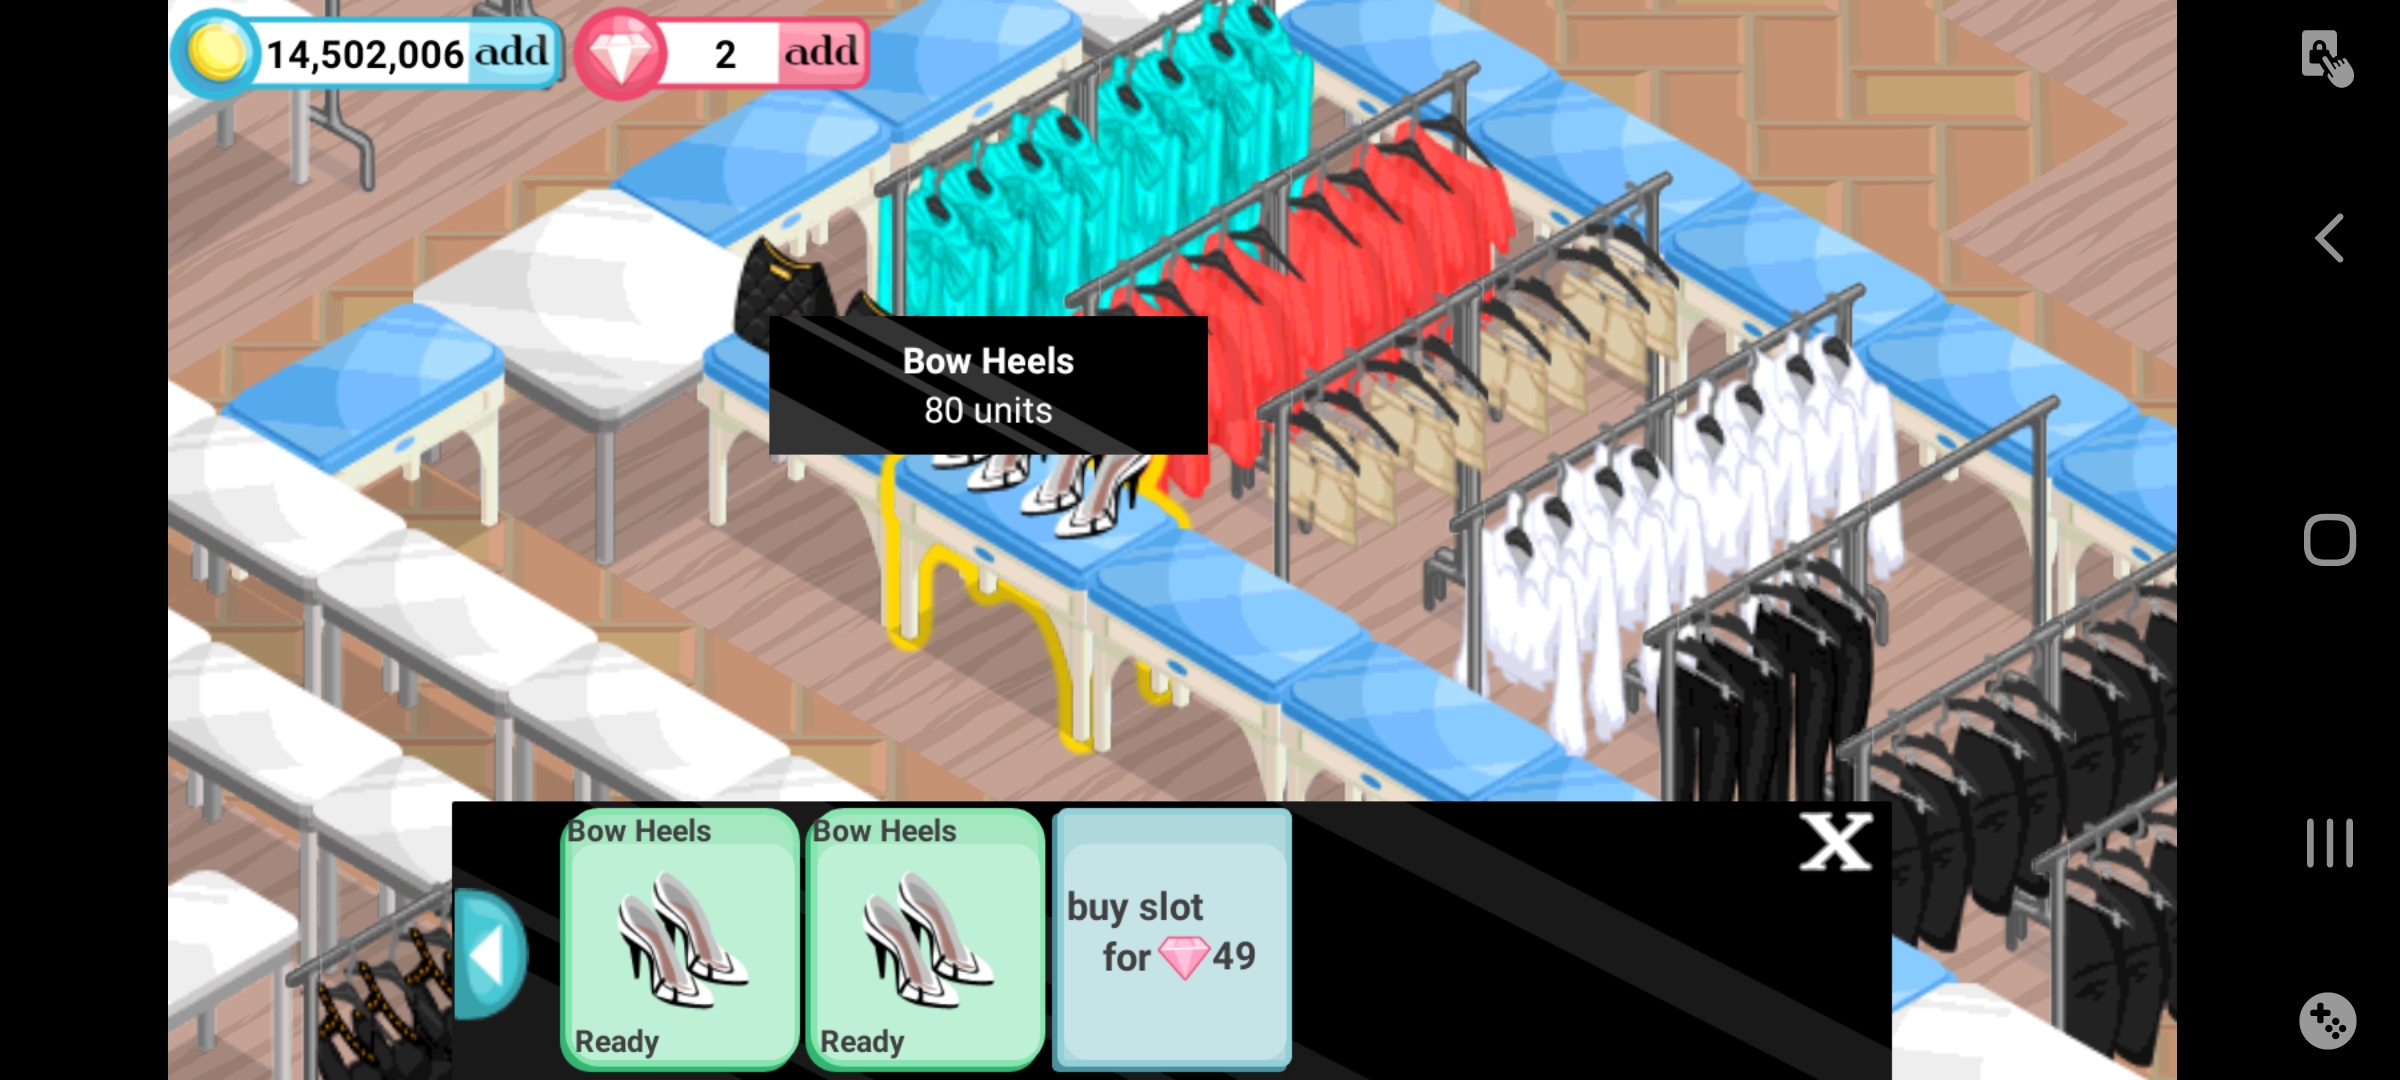 14,502,006 add 2 add
Bow Heels
80 units
Bow Heels Bow Heels
X
buy slot
for 49
Ready Ready